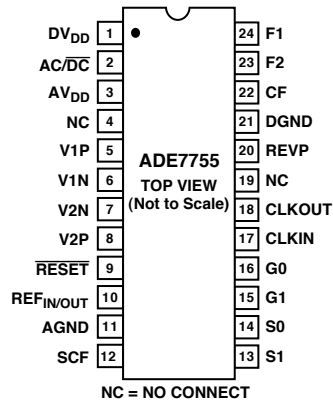 DVDD 1 24 F1
AC/DC 2 23 F2
AVDD 3 22 CF
NC 4 21 DGND
V1P 5 20 REVP
V1N 6 19 NC
V2N 7 18 CLKOUT
V2P 8 17 CLKIN
RESET 9 16 G0
REFIN/OUT 10 15 G1
AGND 11 14 S0
SCF 12 13 S1
ADE7755
TOP VIEW
(Not to Scale)
NC = NO CONNECT